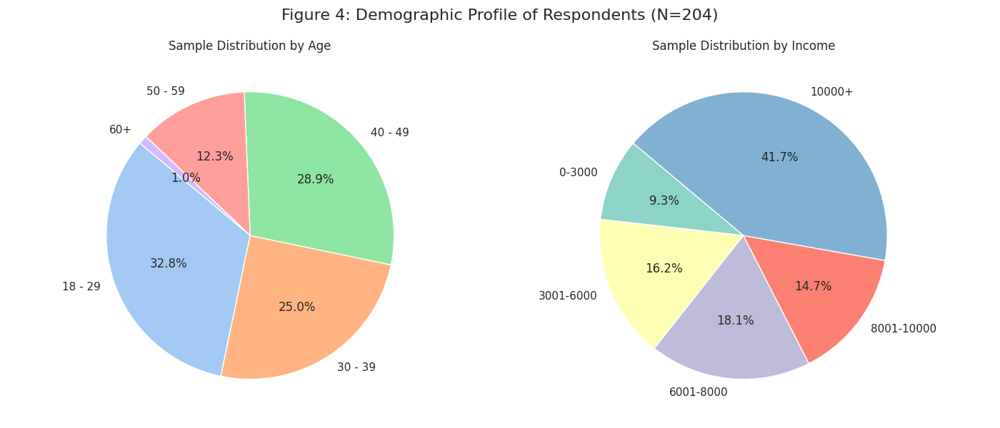 Figure 4: Demographic Profile of Respondents (N=204)
Sample Distribution by Age
50 - 59
60+
40 - 49
12.3%
1.0%
28.9%
32.8%
18 - 29
25.0%
30 - 39
Sample Distribution by Income
10000+
41.7%
0-3000
9.3%
16.2%
3001-6000
14.7%
18.1%
8001-10000
6001-8000